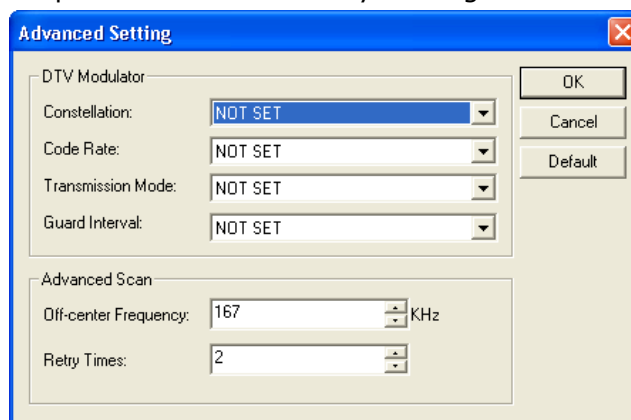 Advanced Setting
DTV Modulator
OK
Constellation: NOT SET
Cancel
Code Rate: NOT SET
Default
Transmission Mode: NOT SET
Guard Interval: NOT SET
Advanced Scan
Off-center Frequency: 167 KHz
Retry Times: 2